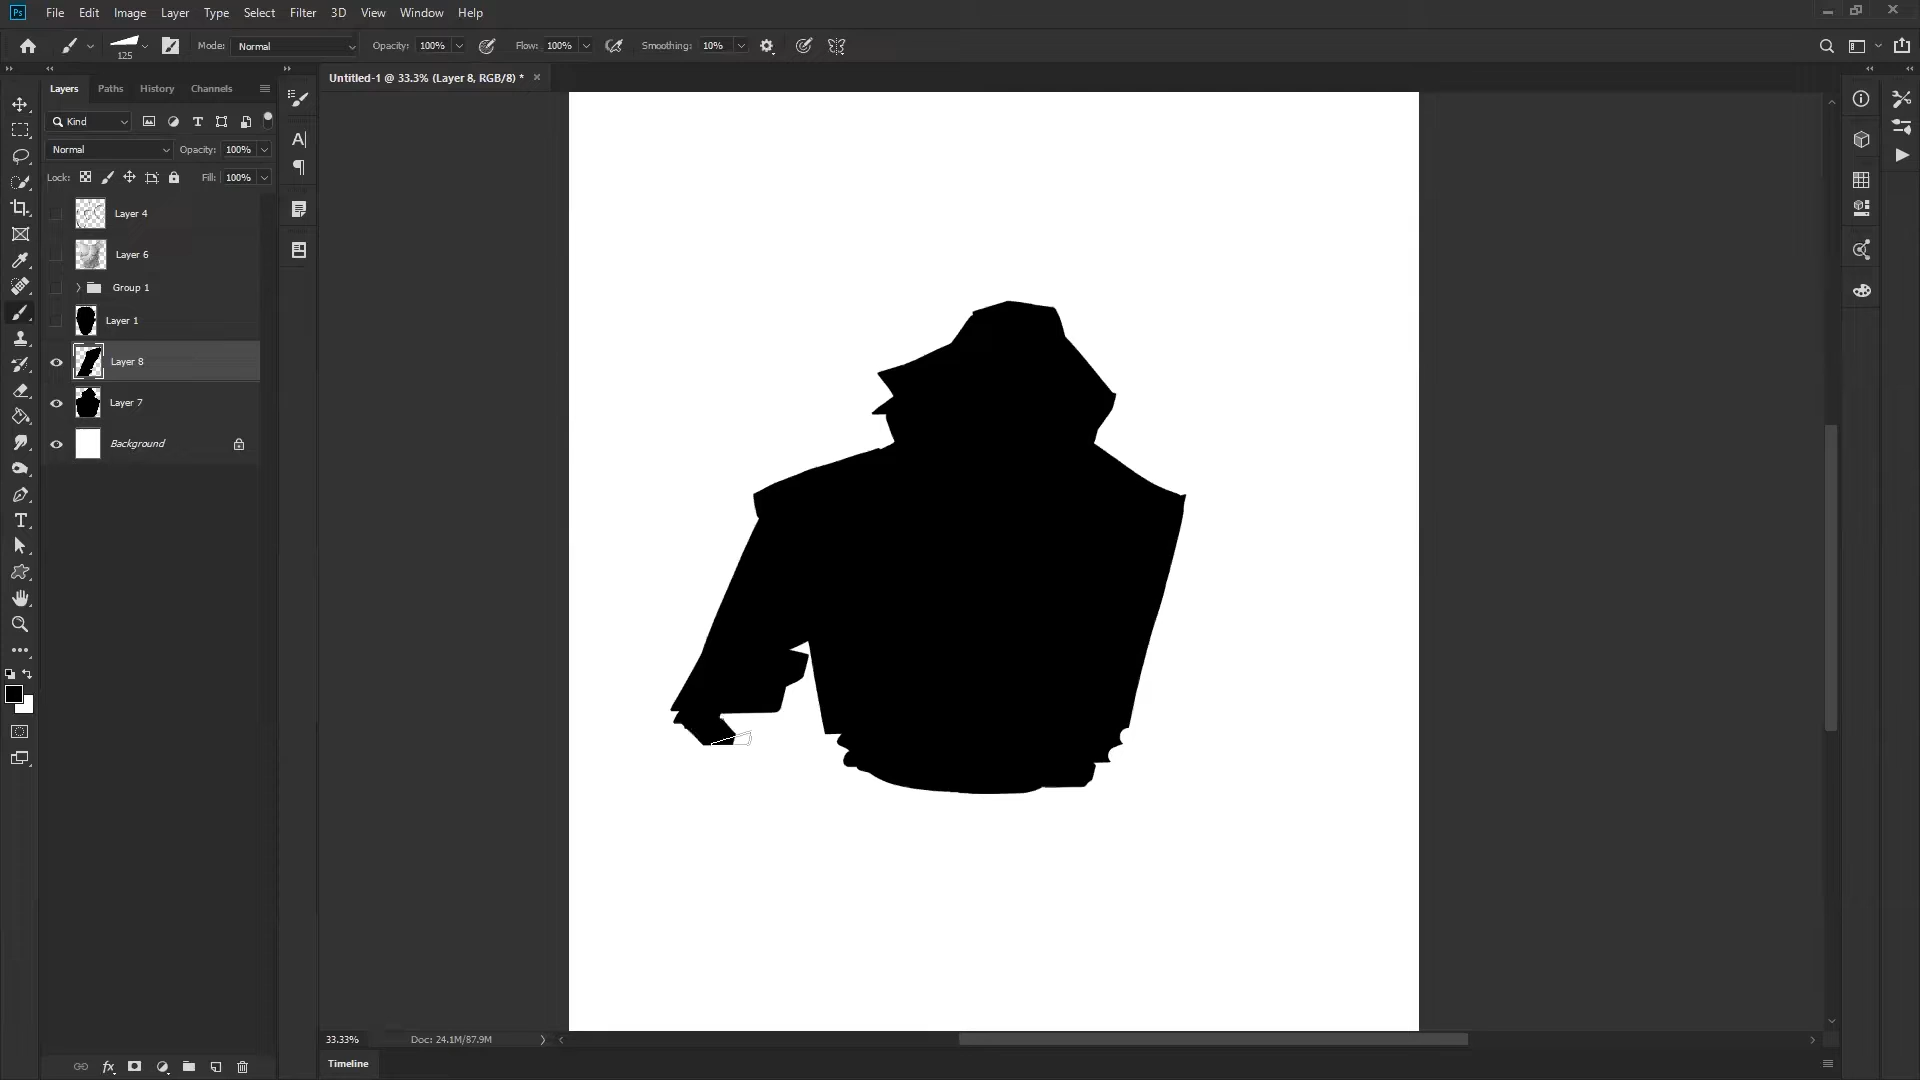 Ps File Edit Image Layer Type Select Filter 3D View Window Help
125 Mode: Normal Opacity: 100% Flow: 100% Smoothing: 10%
Untitled-1 @ 33.3% (Layer 8, RGB/8) *
Layers Paths History Channels
Kind
Normal Opacity: 100%
Lock: Fill: 100%
Layer 4
Layer 6
Group 1
Layer 1
Layer 8
Layer 7
Background
33.33% Doc: 24.1M/87.9M
Timeline